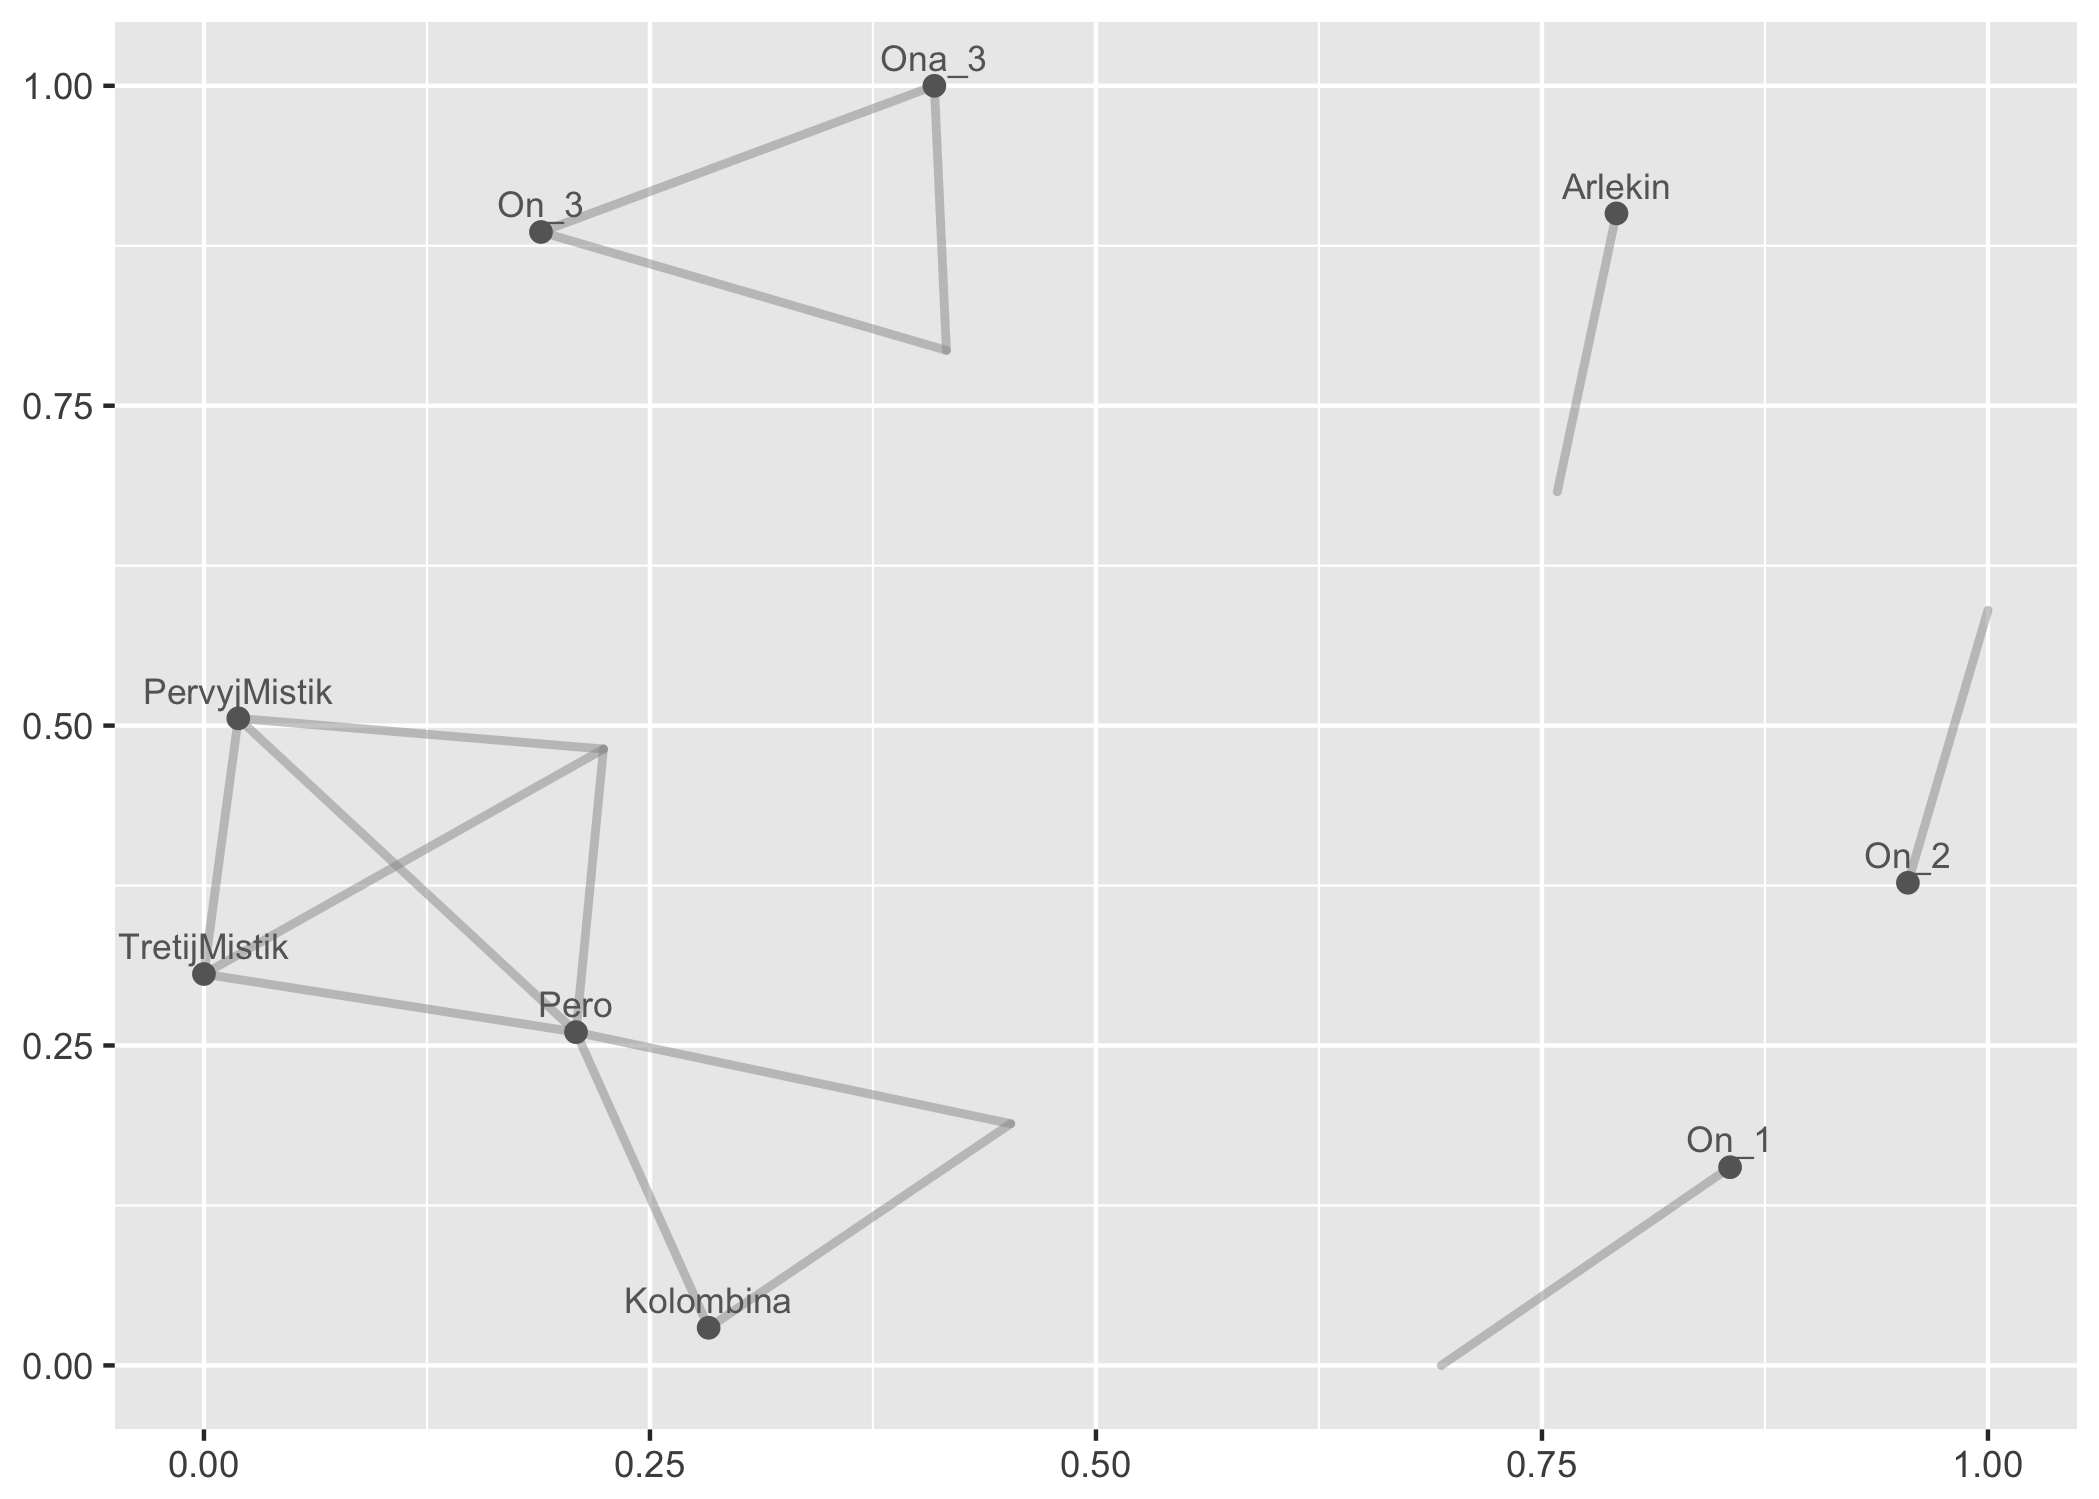 Ona_3
1.00
Arlekin
On_3
0.75
PervyjMistik
0.50
On_2
TretijMistik
Pero
0.25
On_1
Kolombina
0.00
0.00 0.25 0.50 0.75 1.00